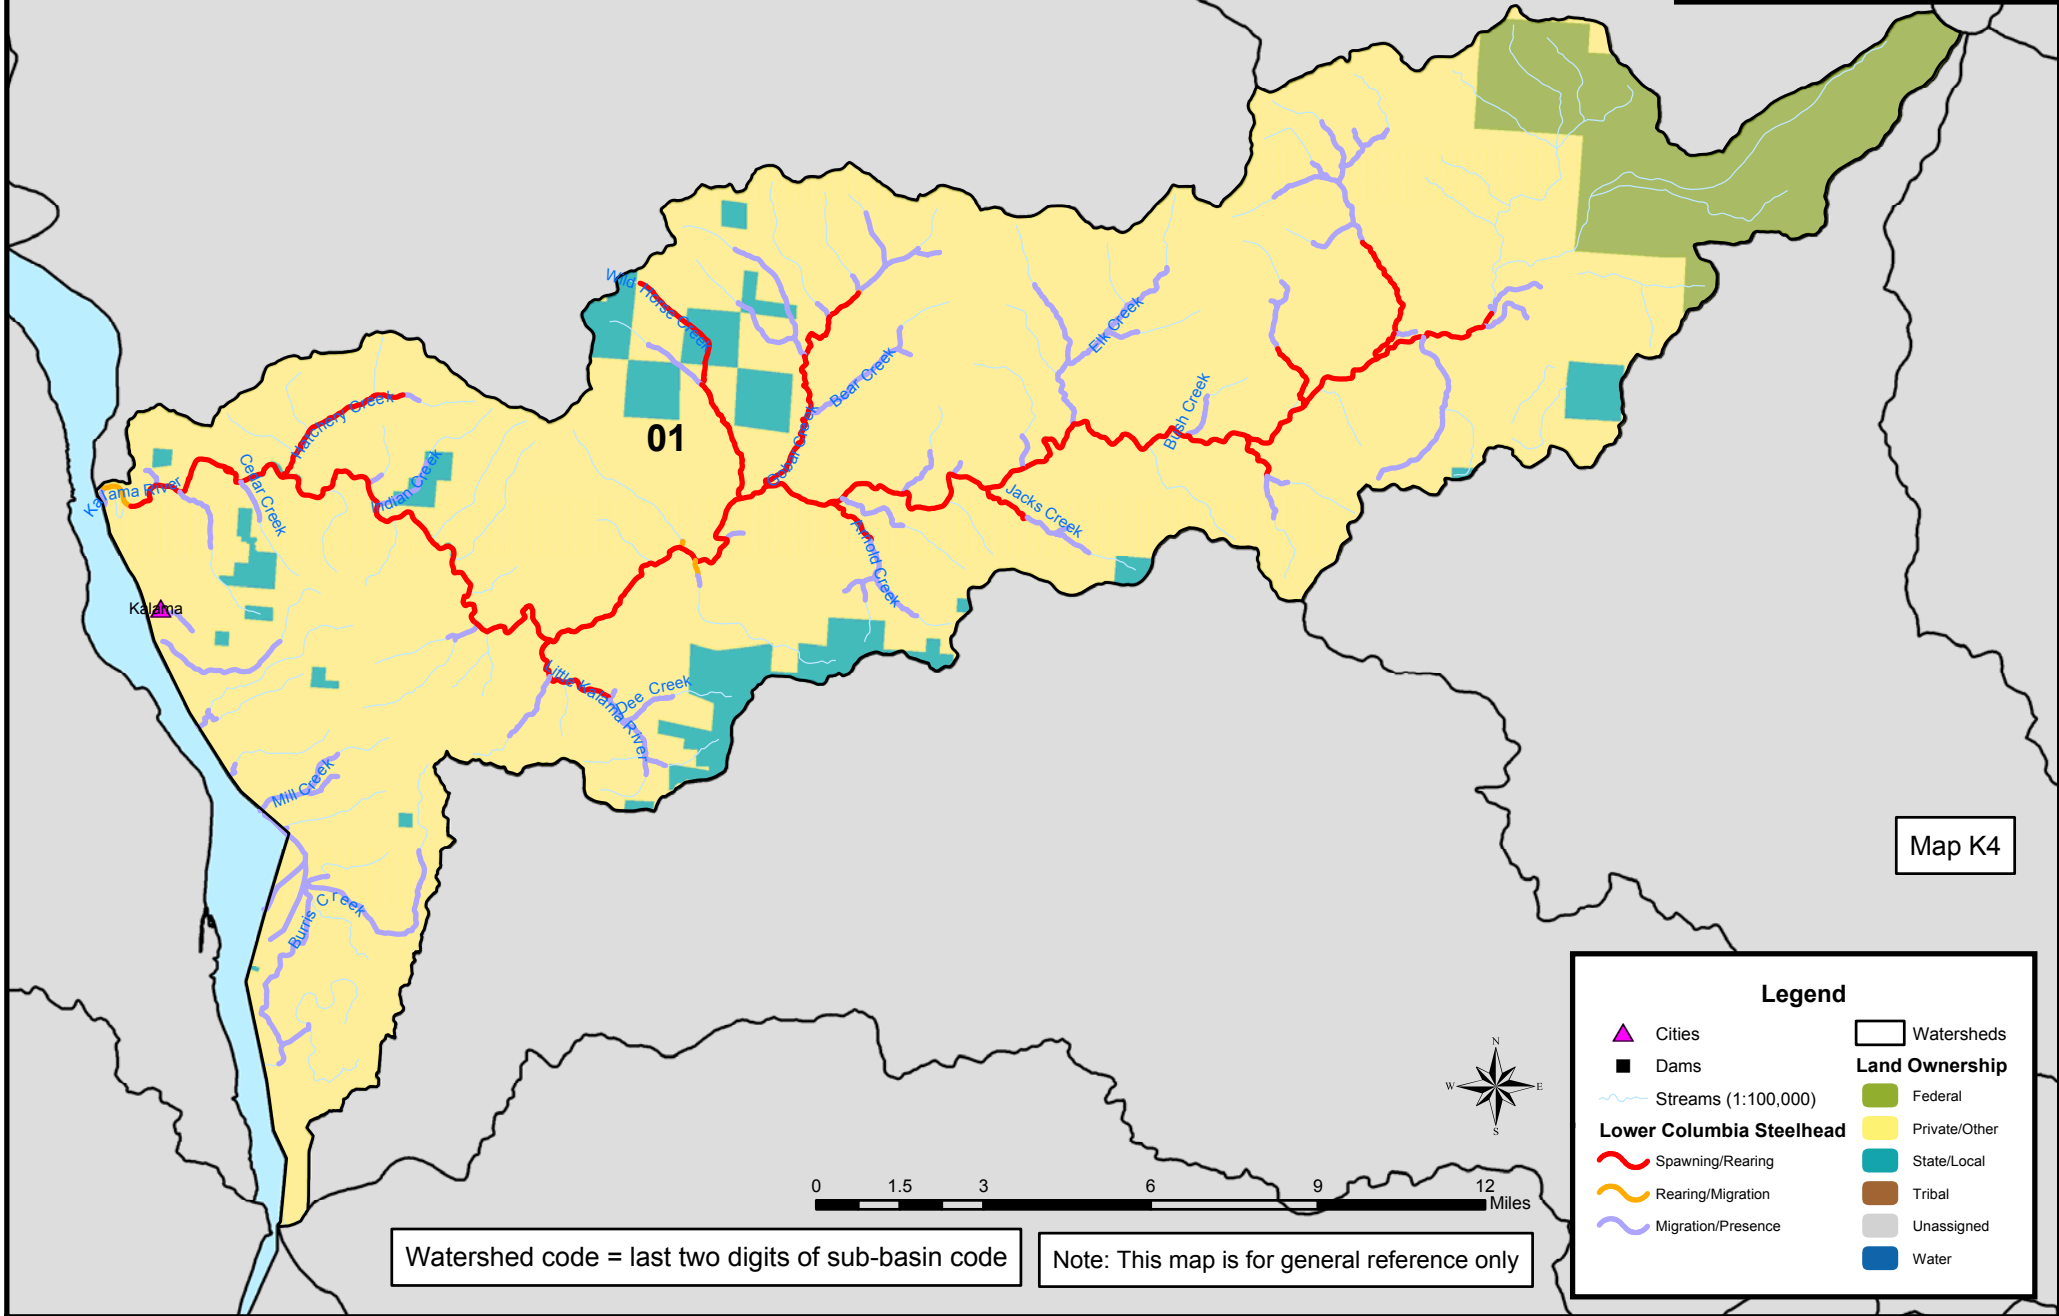 Wild Horse Creek
Hatchery Creek
Cedar Creek
Indian Creek
Kalama River
01
Gobar Creek
Bear Creek
Elk Creek
Bush Creek
Jacks Creek
Arnold Creek
Kalama
Little Kalama River
Dee Creek
Mill Creek
Burris Creek
Map K4
Legend
Cities
Dams
Streams (1:100,000)
Lower Columbia Steelhead
Spawning/Rearing
Rearing/Migration
Migration/Presence
Watersheds
Land Ownership
Federal
Private/Other
State/Local
Tribal
Unassigned
Water
N
W E
S
0 1.5 3 6 9 12
Miles
Watershed code = last two digits of sub-basin code
Note: This map is for general reference only